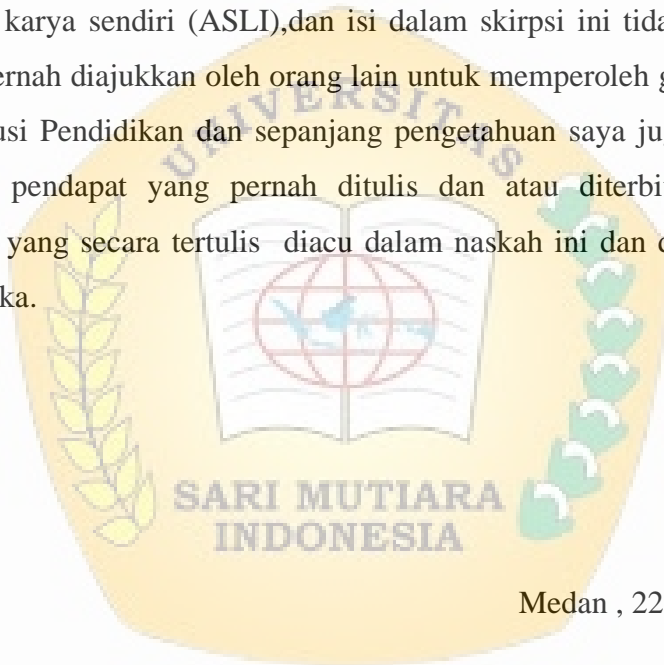 karya sendiri (ASLI),dan isi dalam skirpsi ini tida
ernah diajukkan oleh orang lain untuk memperoleh g
usi Pendidikan dan sepanjang pengetahuan saya jug
pendapat yang pernah ditulis dan atau diterbi
yang secara tertulis diacu dalam naskah ini dan d
ka.
UNIVERSITAS
SARI MUTIARA
INDONESIA
Medan , 22